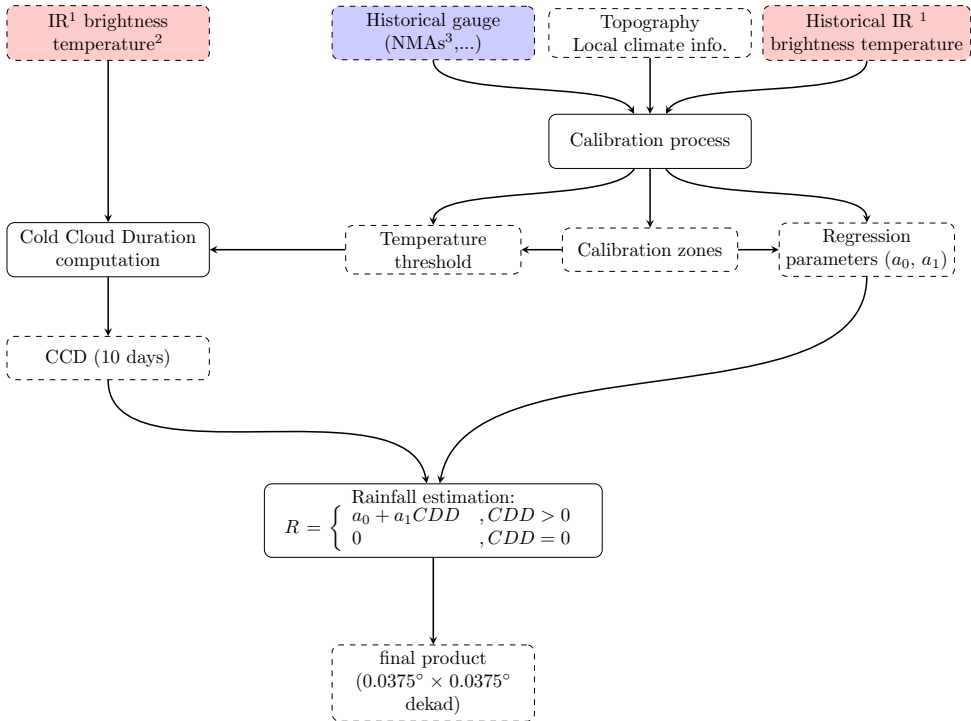 IR¹ brightness
temperature²
Historical gauge
(NMAs³,...)
Topography
Local climate info.
Historical IR ¹
brightness temperature
Calibration process
Cold Cloud Duration
computation
Temperature
threshold
Calibration zones
Regression
parameters (a₀, a₁)
CCD (10 days)
Rainfall estimation:
R = { a₀ + a₁CDD , CDD > 0
0 , CDD = 0
final product
(0.0375° × 0.0375°
dekad)